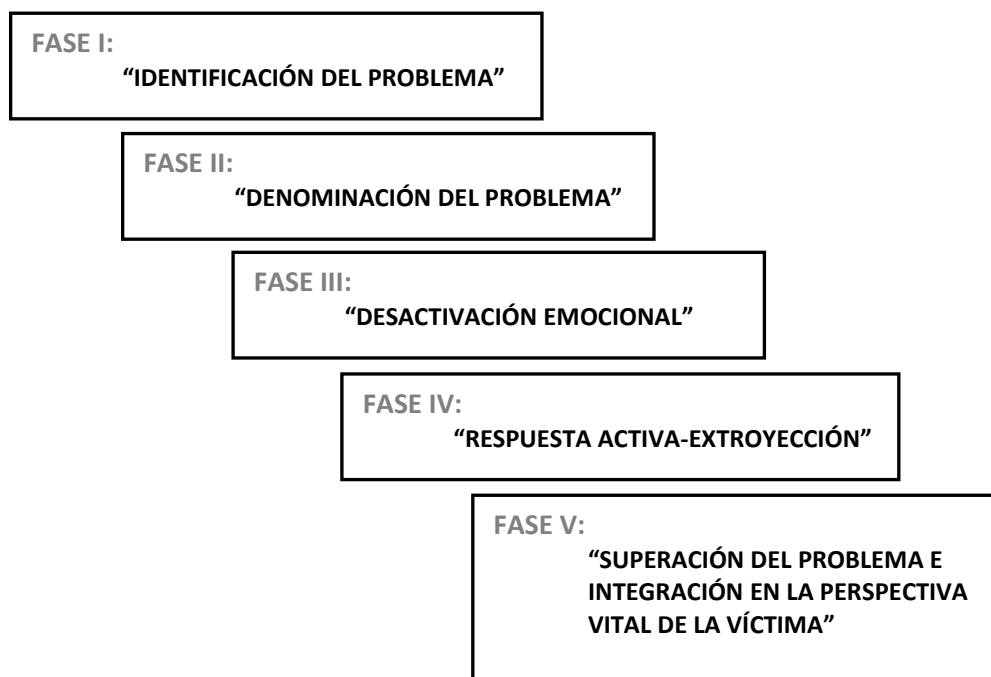 FASE I:
“IDENTIFICACIÓN DEL PROBLEMA”
FASE II:
“DENOMINACIÓN DEL PROBLEMA”
FASE III:
“DESACTIVACIÓN EMOCIONAL”
FASE IV:
“RESPUESTA ACTIVA-EXTROYECCIÓN”
FASE V:
“SUPERACIÓN DEL PROBLEMA E
INTEGRACIÓN EN LA PERSPECTIVA
VITAL DE LA VÍCTIMA”